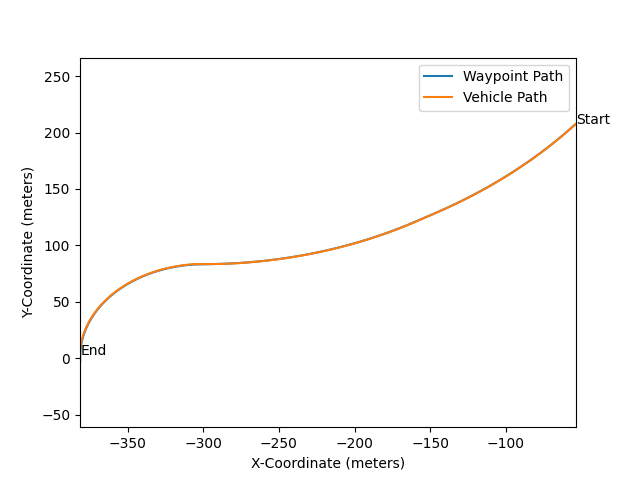 Waypoint Path
Vehicle Path
Start
End
250
200
150
100
50
0
−50
−350
−300
−250
−200
−150
−100
Y-Coordinate (meters)
X-Coordinate (meters)